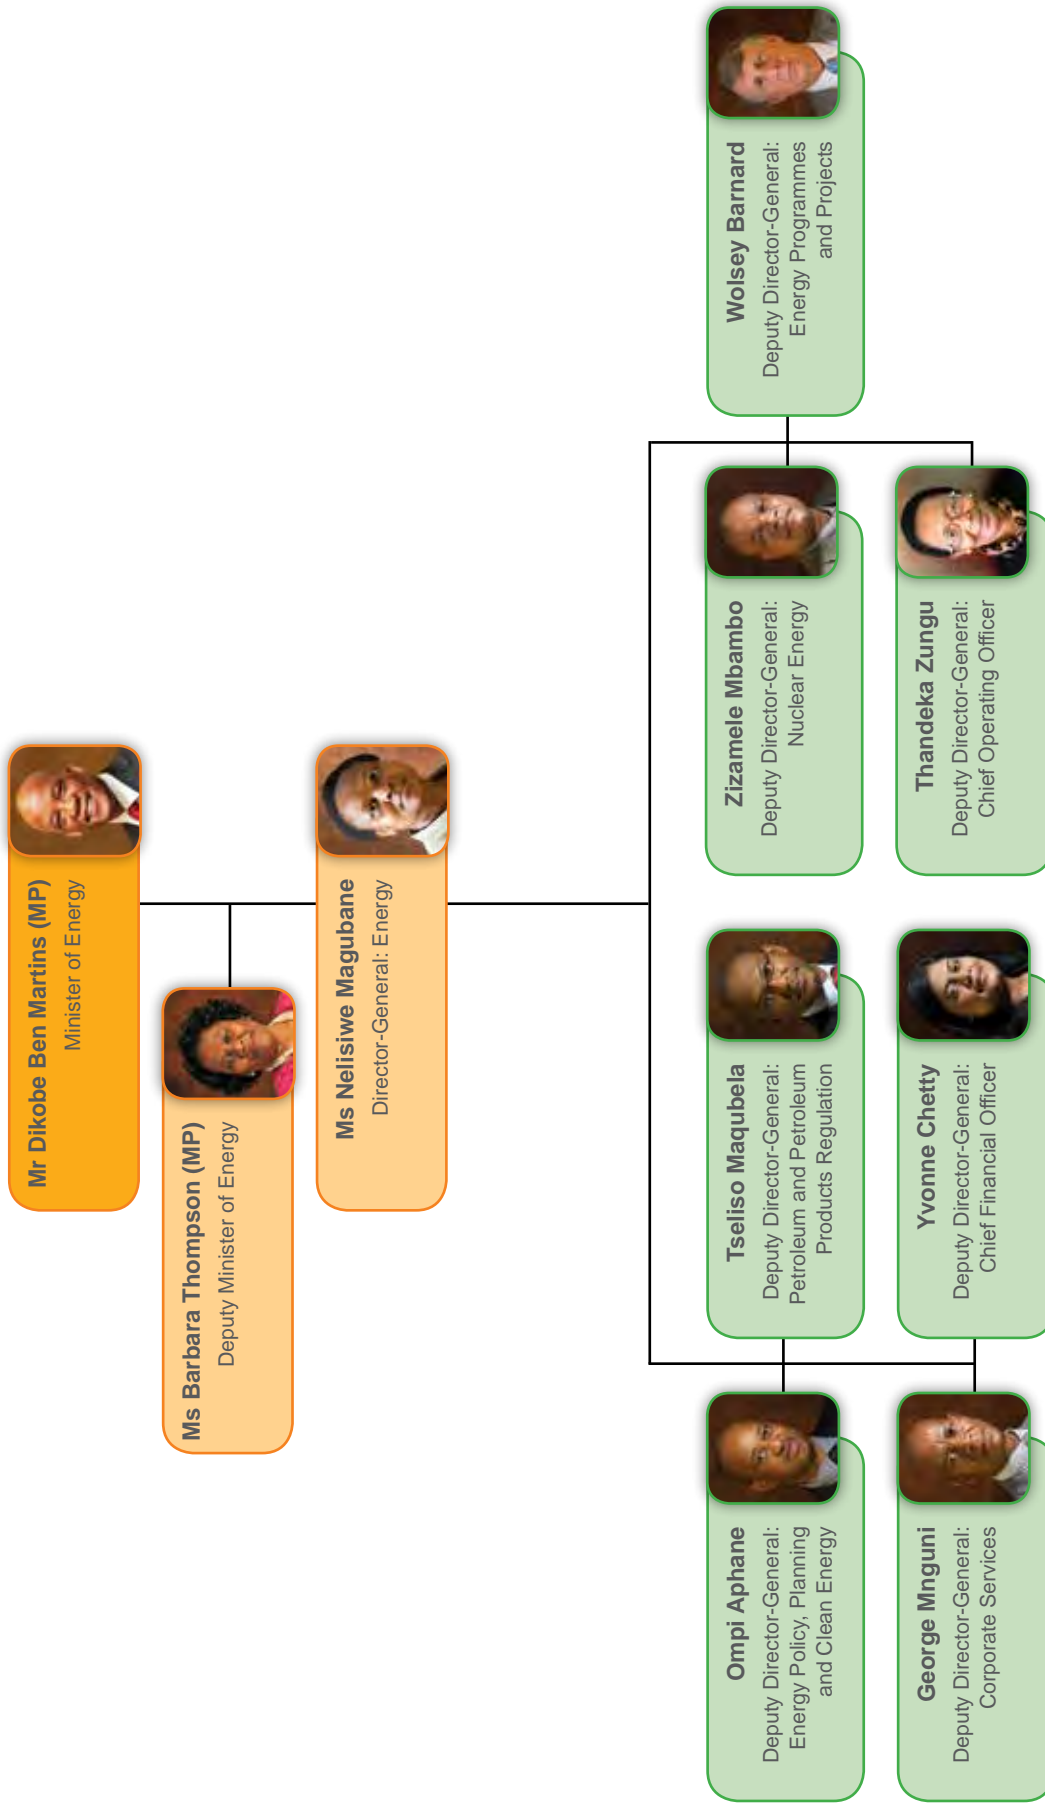 Mr Dikobe Ben Martins (MP)
Minister of Energy
Ms Barbara Thompson (MP)
Deputy Minister of Energy
Ms Nelisiwe Magubane
Director-General: Energy
Ompi Aphane
Deputy Director-General:
Energy Policy, Planning
and Clean Energy
Tseliso Maqubela
Deputy Director-General:
Petroleum and Petroleum
Products Regulation
Zizamele Mbambo
Deputy Director-General:
Nuclear Energy
Wolsey Barnard
Deputy Director-General:
Energy Programmes
and Projects
George Mnguni
Deputy Director-General:
Corporate Services
Yvonne Chetty
Deputy Director-General:
Chief Financial Officer
Thandeka Zungu
Deputy Director-General:
Chief Operating Officer